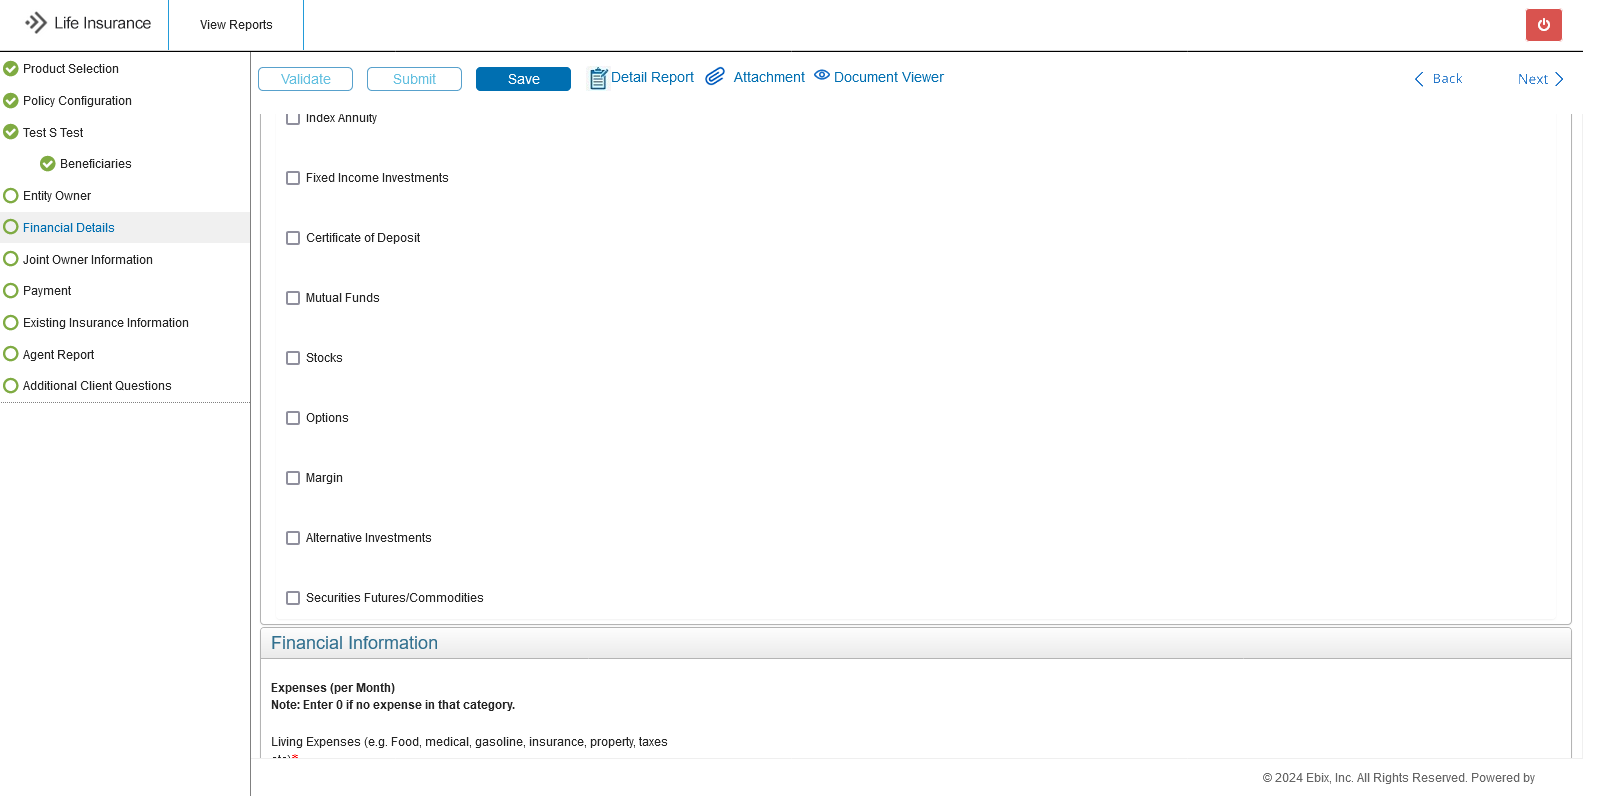 Life Insurance
View Reports
Product Selection
Policy Configuration
Test S Test
Beneficiaries
Entity Owner
Financial Details
Joint Owner Information
Payment
Existing Insurance Information
Agent Report
Additional Client Questions
Validate
Submit
Save
Detail Report
Attachment
Document Viewer
Back
Next
Index Annuity
Fixed Income Investments
Certificate of Deposit
Mutual Funds
Stocks
Options
Margin
Alternative Investments
Securities Futures/Commodities
Financial Information
Expenses (per Month)
Note: Enter 0 if no expense in that category.
Living Expenses (e.g. Food, medical, gasoline, insurance, property, taxes
etc)*
© 2024 Ebix, Inc. All Rights Reserved. Powered by